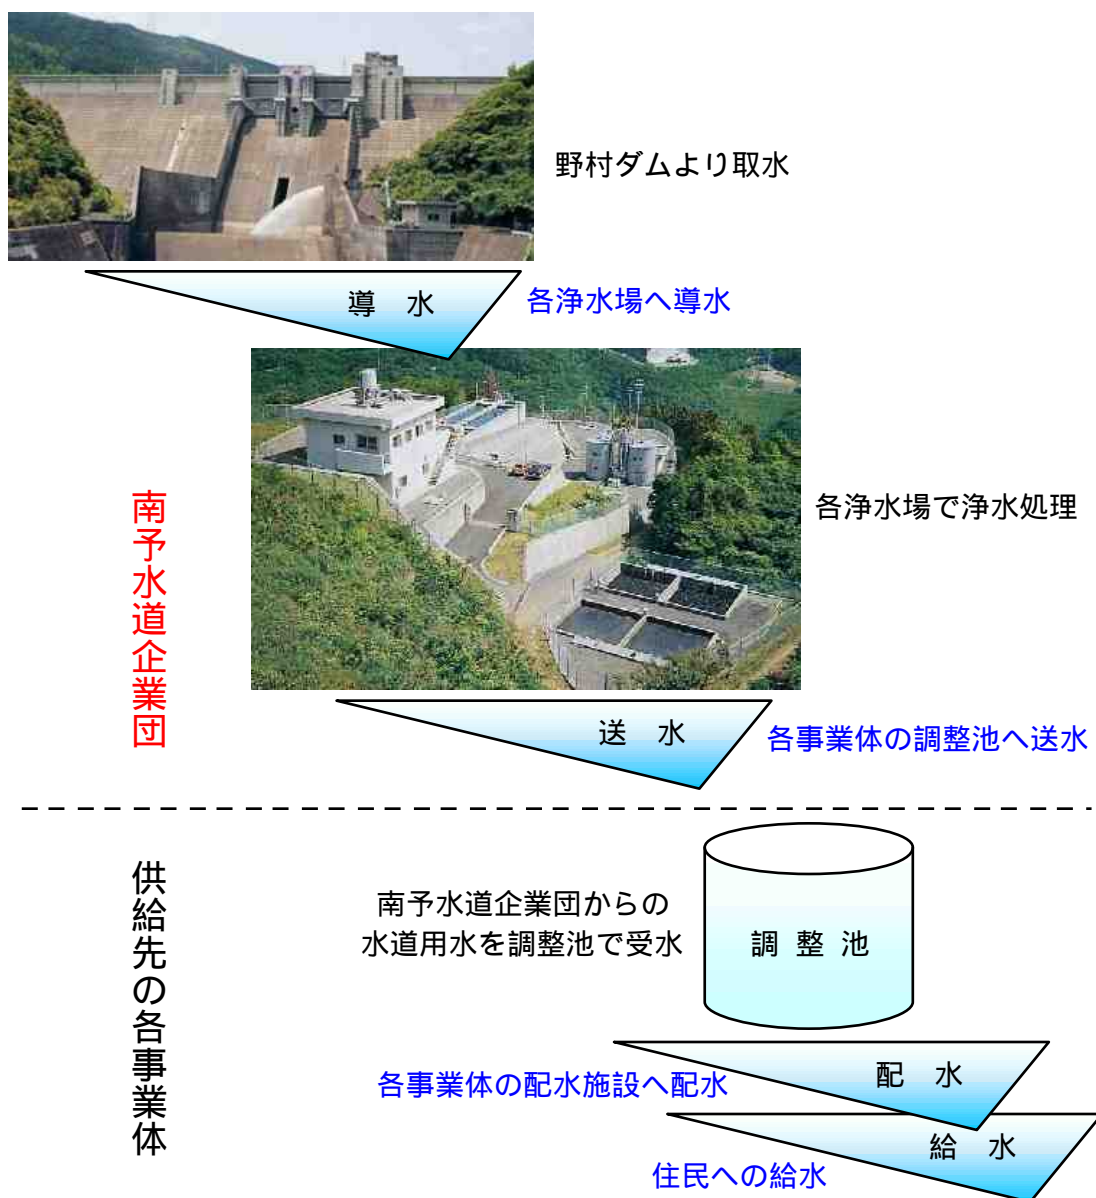 野村ダムより取水
導 水
各浄水場へ導水
各浄水場で浄水処理
南予水道企業団
送 水
各事業体の調整池へ送水
供給先の各事業体
南予水道企業団からの
水道用水を調整池で受水
調 整 池
配 水
各事業体の配水施設へ配水
給 水
住民への給水